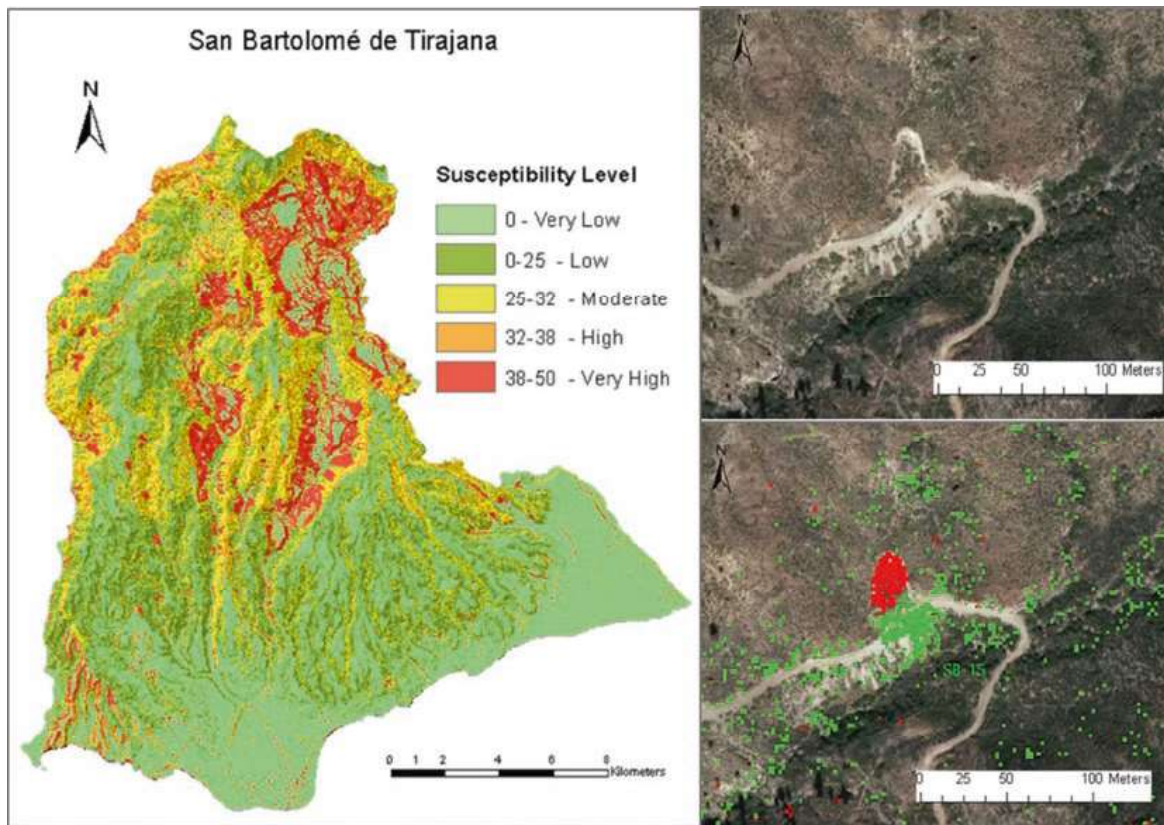 San Bartolomé de Tirajana
N
Susceptibility Level
0 - Very Low
0-25 - Low
25-32 - Moderate
32-38 - High
38-50 - Very High
0 2 4 6 8
Kilometers
N
0 25 50 100 Meters
SB-15
0 25 50 100 Meters